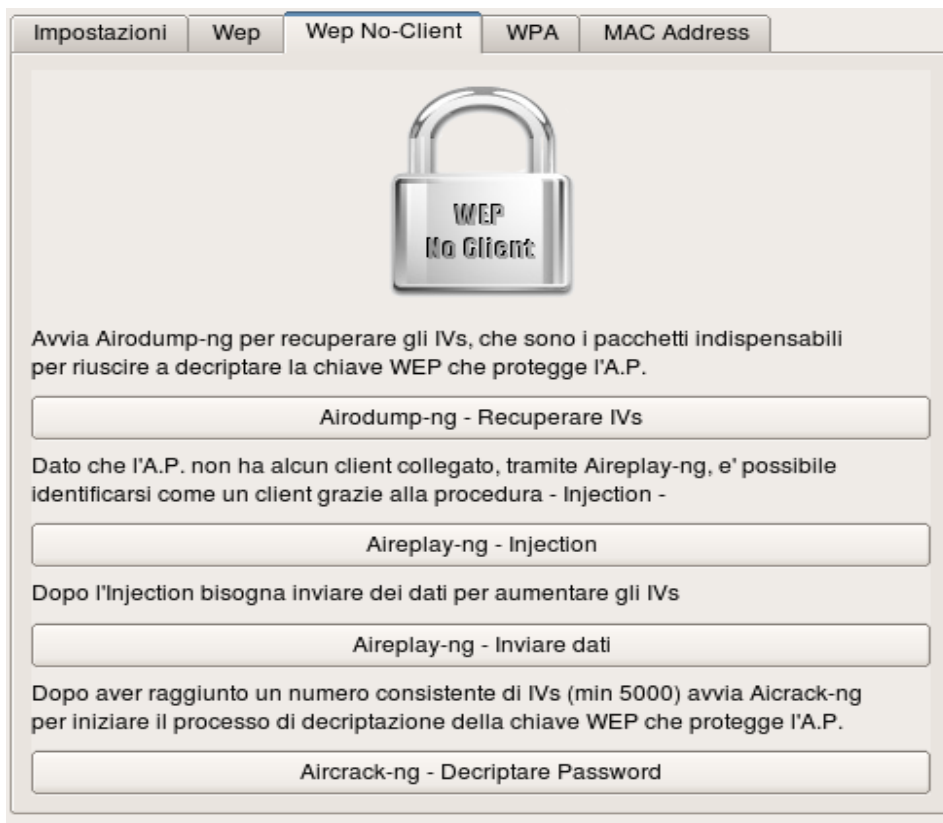 Impostazioni
Wep
Wep No-Client
WPA
MAC Address
WEP
No Client
Avvia Airodump-ng per recuperare gli IVs, che sono i pacchetti indispensabili
per riuscire a decriptare la chiave WEP che protegge l'A.P.
Airodump-ng - Recuperare IVs
Dato che l'A.P. non ha alcun client collegato, tramite Aireplay-ng, e' possibile
identificarsi come un client grazie alla procedura - Injection -
Aireplay-ng - Injection
Dopo l'Injection bisogna inviare dei dati per aumentare gli IVs
Aireplay-ng - Inviare dati
Dopo aver raggiunto un numero consistente di IVs (min 5000) avvia Aicrack-ng
per iniziare il processo di decriptazione della chiave WEP che protegge l'A.P.
Aircrack-ng - Decriptare Password